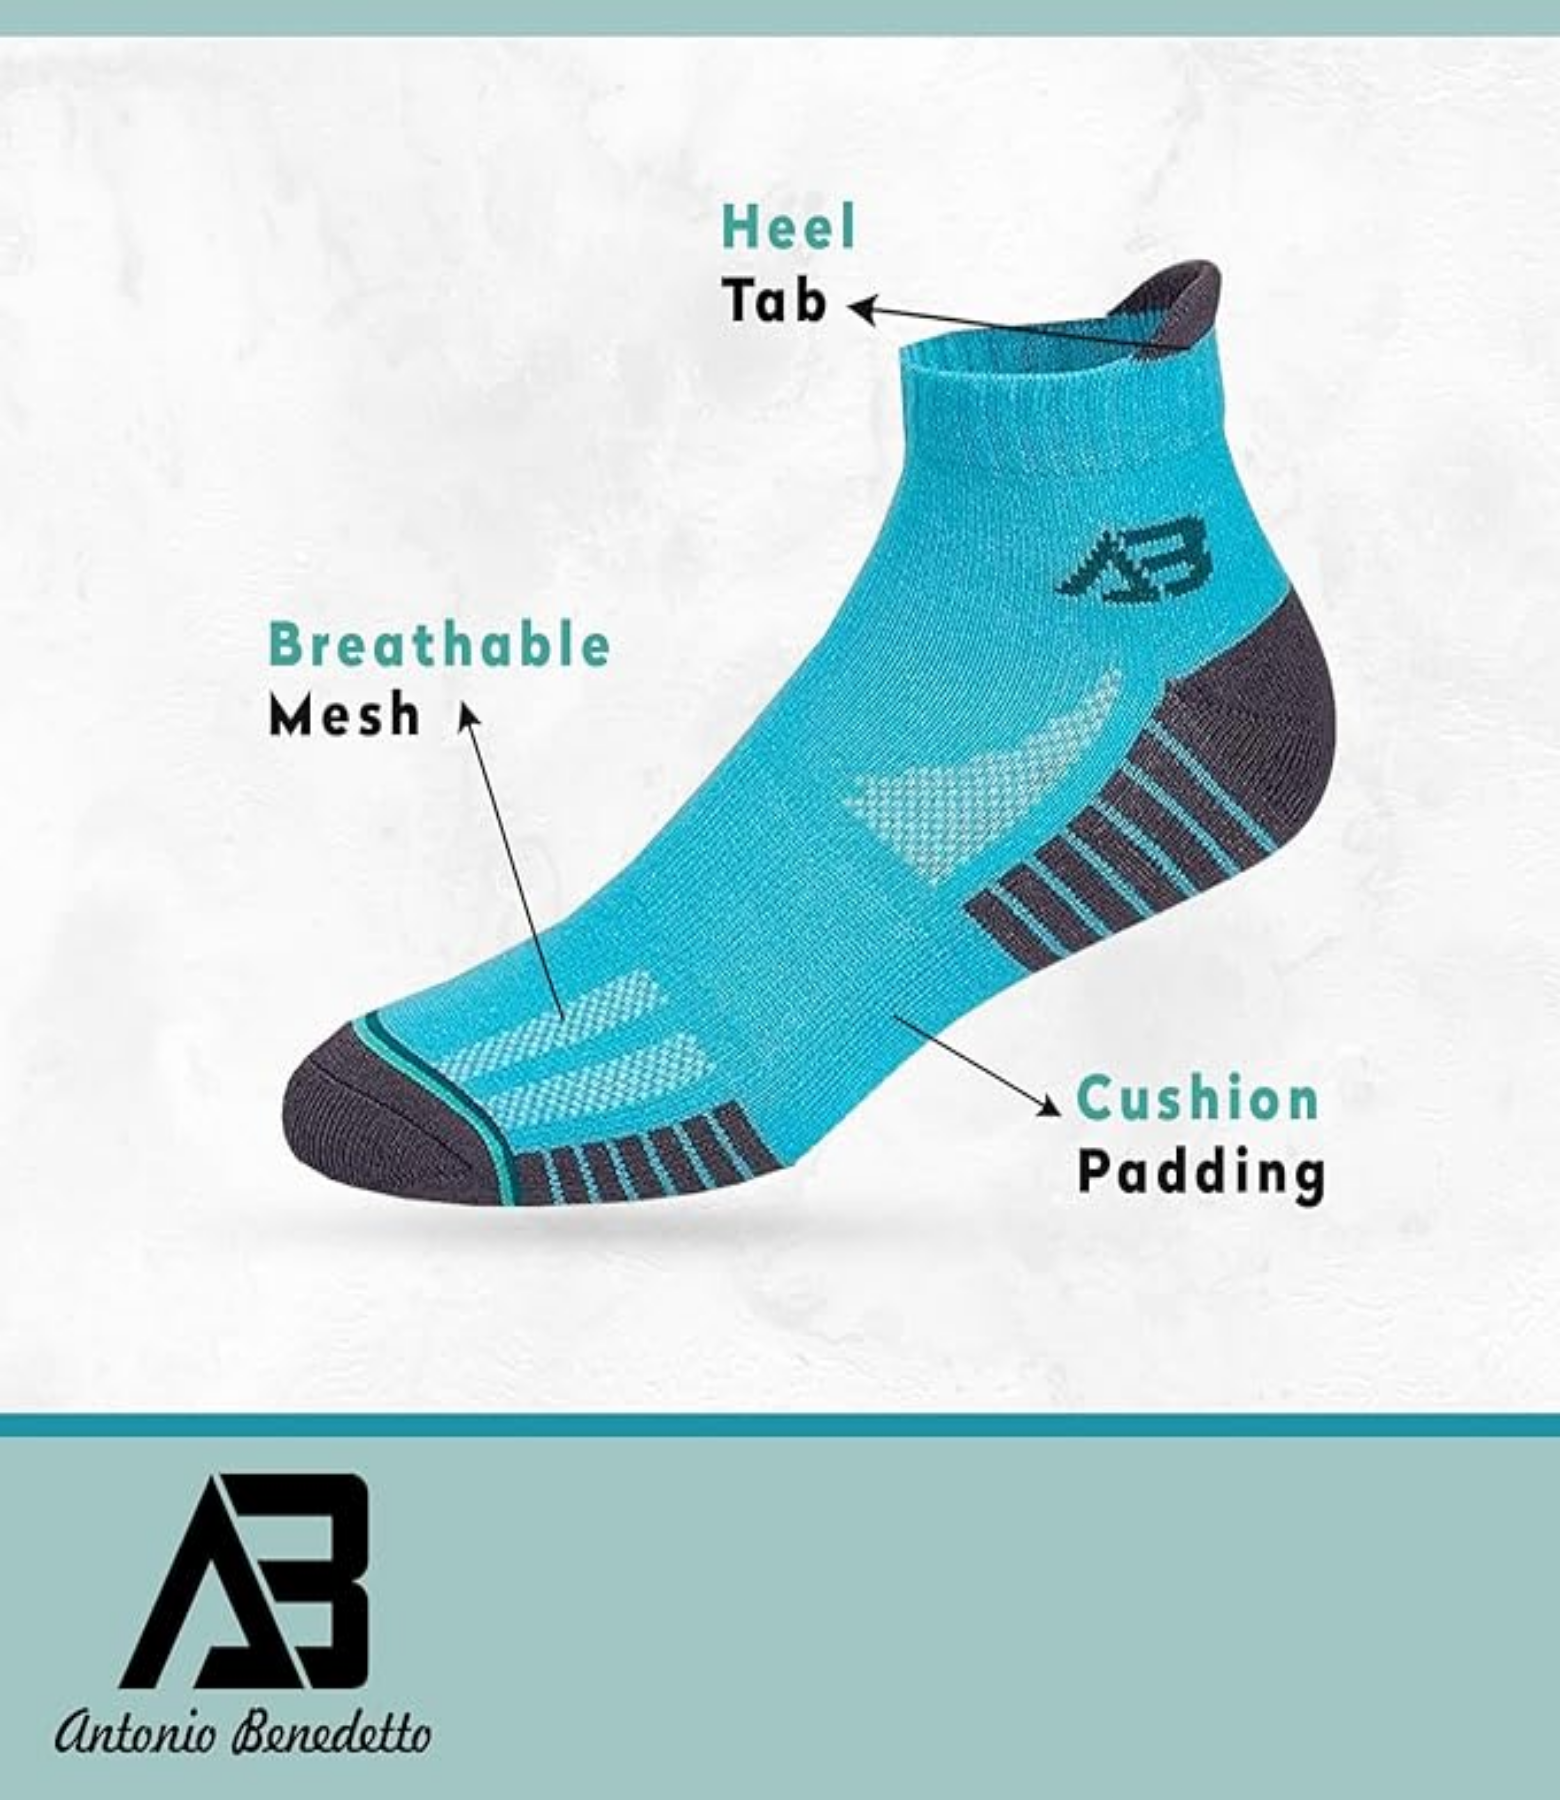 Heel
Tab
AB
Breathable
Mesh
Cushion
Padding
AB
Antonio Benedetto